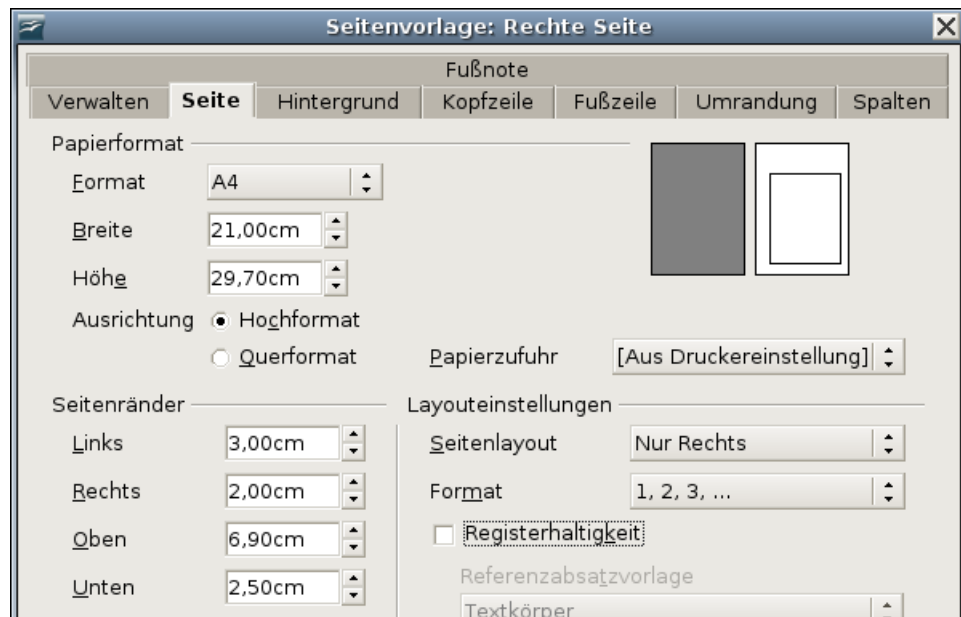 Seitenvorlage: Rechte Seite
Fußnote
Verwalten Seite Hintergrund Kopfzeile Fußzeile Umrandung Spalten
Papierformat
Format A4
Breite 21,00cm
Höhe 29,70cm
Ausrichtung Hochformat
Querformat Papierzufuhr [Aus Druckereinstellung]
Seitenränder Layouteinstellungen
Links 3,00cm Seitenlayout Nur Rechts
Rechts 2,00cm Format 1, 2, 3, ...
Oben 6,90cm Registerhaltigkeit
Referenzabsatzvorlage
Unten 2,50cm
Textkörper